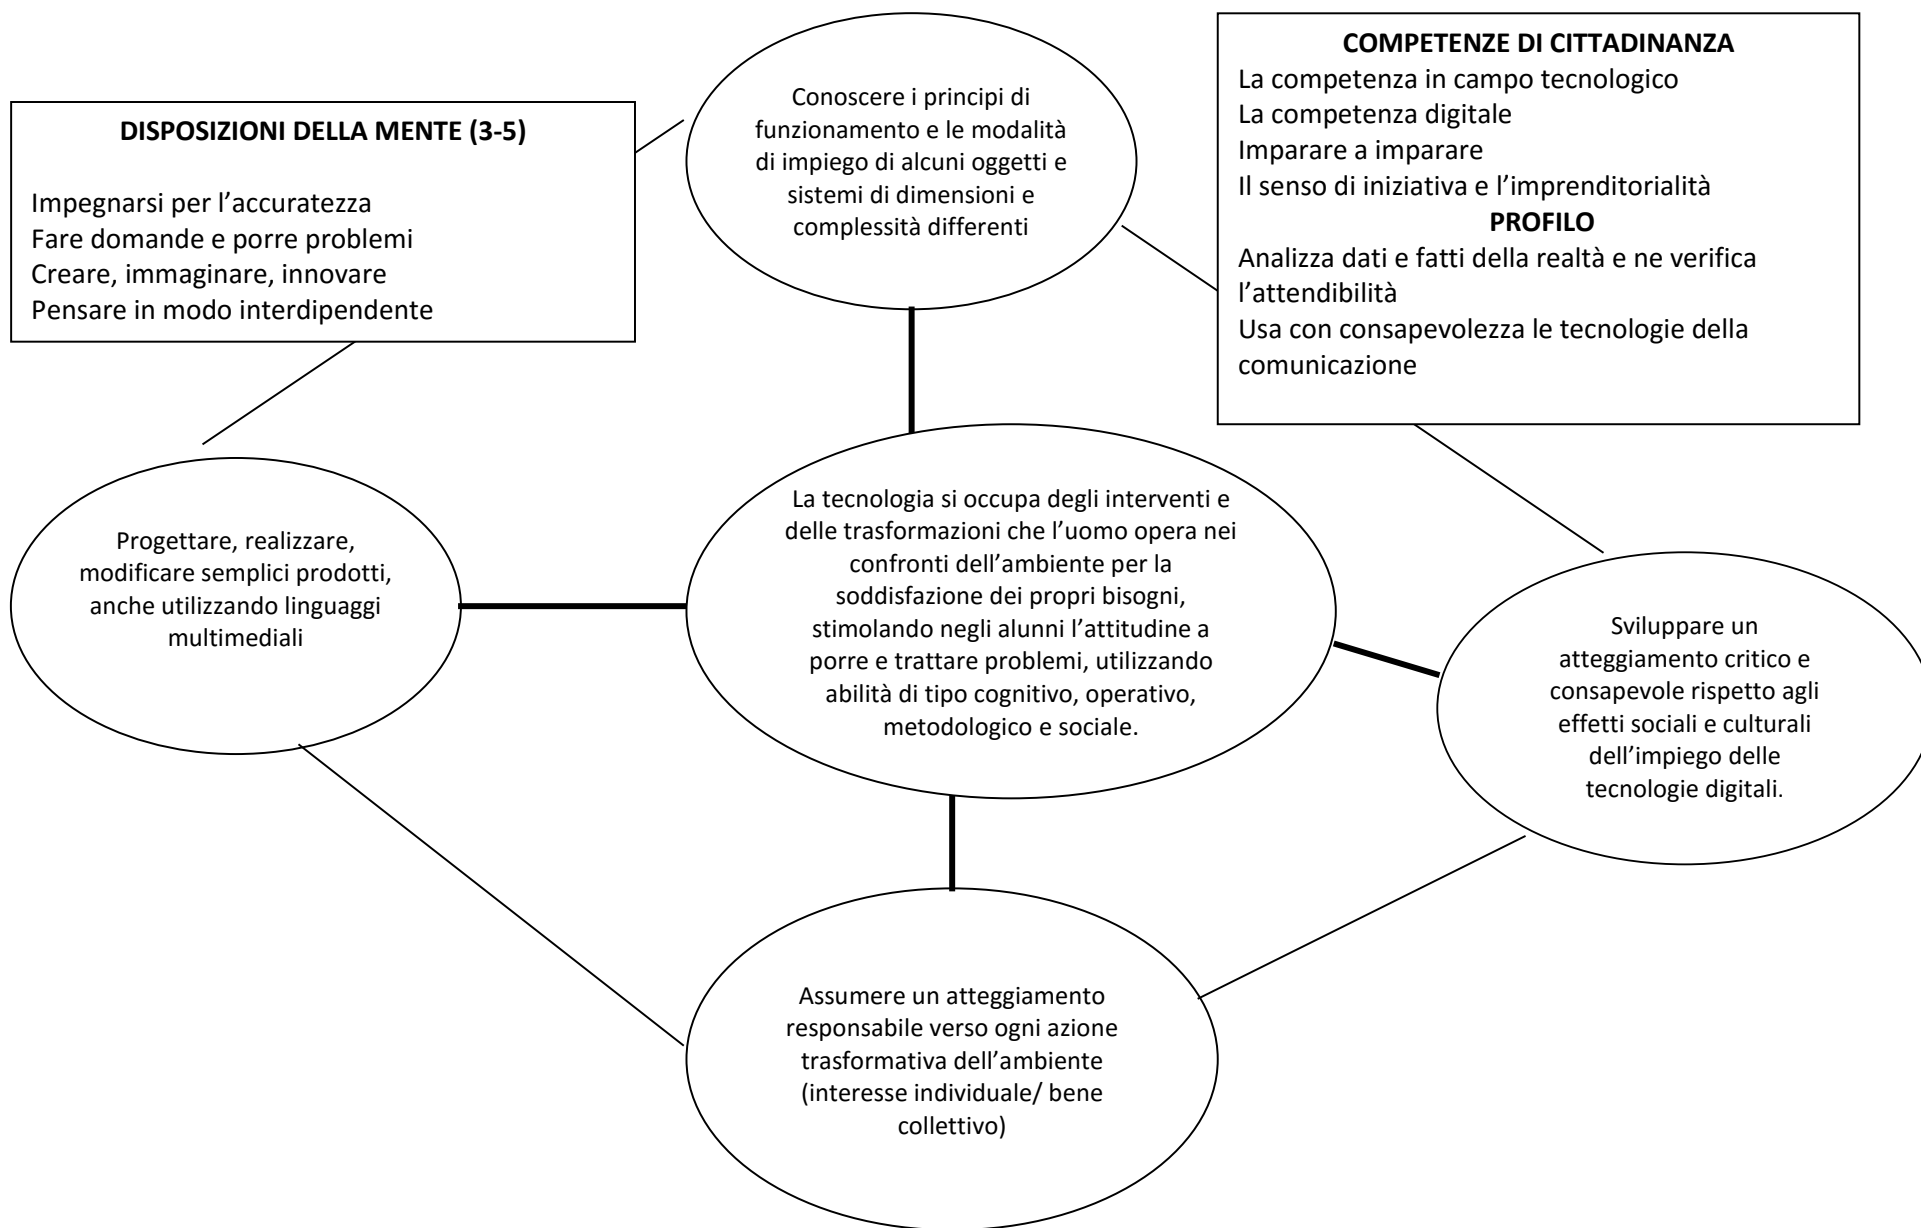 DISPOSIZIONI DELLA MENTE (3-5)
Impegnarsi per l’accuratezza
Fare domande e porre problemi
Creare, immaginare, innovare
Pensare in modo interdipendente
Conoscere i principi di
funzionamento e le modalità
di impiego di alcuni oggetti e
sistemi di dimensioni e
complessità differenti
COMPETENZE DI CITTADINANZA
La competenza in campo tecnologico
La competenza digitale
Imparare a imparare
Il senso di iniziativa e l’imprenditorialità
PROFILO
Analizza dati e fatti della realtà e ne verifica
l’attendibilità
Usa con consapevolezza le tecnologie della
comunicazione
Progettare, realizzare,
modificare semplici prodotti,
anche utilizzando linguaggi
multimediali
La tecnologia si occupa degli interventi e
delle trasformazioni che l’uomo opera nei
confronti dell’ambiente per la
soddisfazione dei propri bisogni,
stimolando negli alunni l’attitudine a
porre e trattare problemi, utilizzando
abilità di tipo cognitivo, operativo,
metodologico e sociale.
Sviluppare un
atteggiamento critico e
consapevole rispetto agli
effetti sociali e culturali
dell’impiego delle
tecnologie digitali.
Assumere un atteggiamento
responsabile verso ogni azione
trasformativa dell’ambiente
(interesse individuale/ bene
collettivo)